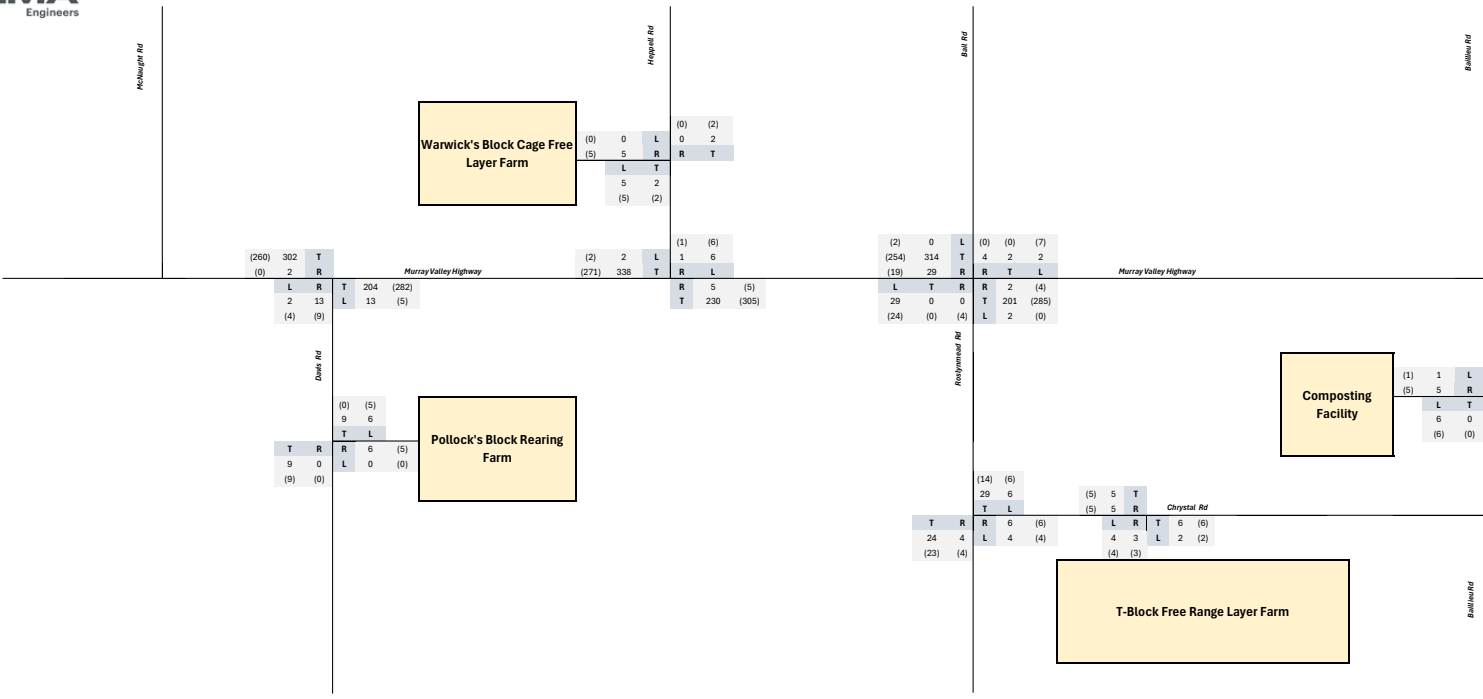 Engineers
McNaught Rd
Heppell Rd
Bail Rd
Baillieu Rd
Warwick's Block Cage Free
Layer Farm
(0) 0 L
(5) 5 R
(0) (2)
0 2
R T
L T
5 2
(5) (2)
(260) 302 T
(0) 2 R
Murray Valley Highway
L R
2 13
(4) (9)
T 204 (282)
L 13 (5)
(2) 2 L
(271) 338 T
(1) (6)
1 6
R L
R 5 (5)
T 230 (305)
(2) 0 L
(254) 314 T
(19) 29 R
(0) (0) (7)
4 2 2
R T L
Murray Valley Highway
L T R
29 0 0
(24) (0) (4)
R 2 (4)
T 201 (285)
L 2 (0)
Davis Rd
Roslynmead Rd
(0) (5)
9 6
T L
T R
9 0
(9) (0)
R 6 (5)
L 0 (0)
Pollock's Block Rearing
Farm
Composting
Facility
(1) 1 L
(5) 5 R
L T
6 0
(6) (0)
(14) (6)
29 6
T L
T R
24 4
(23) (4)
R 6 (6)
L 4 (4)
(5) 5 T
(5) 5 R
Chrystal Rd
L R
4 3
(4) (3)
T 6 (6)
L 2 (2)
T-Block Free Range Layer Farm
Baillieu Rd